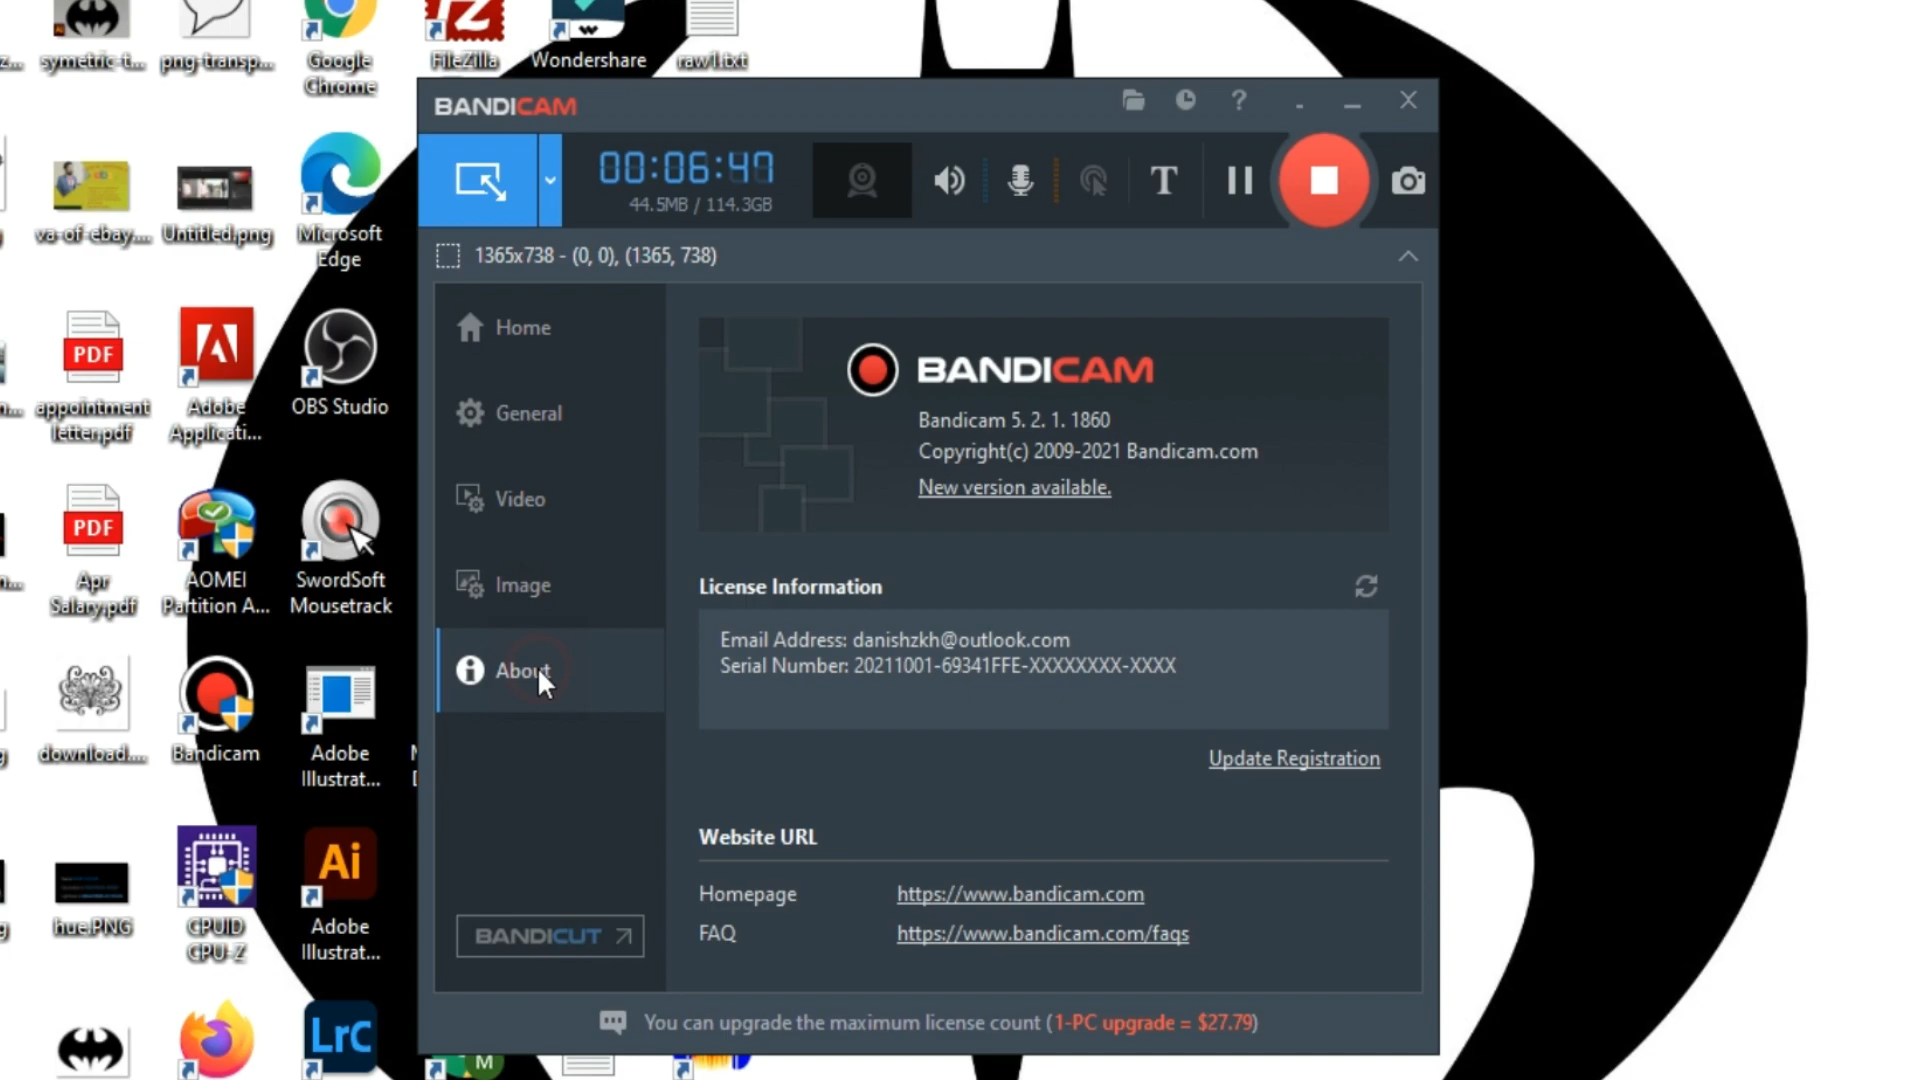 z...
symetric-t...
png-transp...
Google
Chrome
FileZilla
Wondershare
raw1.txt
va-of-ebay....
Untitled.png
Microsoft
Edge
PDF
appointment
letter.pdf
Adobe
Applicati...
OBS Studio
PDF
Apr
Salary.pdf
AOMEI
Partition A...
SwordSoft
Mousetrack
download....
Bandicam
Adobe
Illustrat...
hue.PNG
CPUID
CPU-Z
Ai
Adobe
Illustrat...
LrC
M
BANDICAM
00:06:47
44.5MB / 114.3GB
T
1365x738 - (0, 0), (1365, 738)
Home
General
Video
Image
About
BANDICUT
BANDICAM
Bandicam 5. 2. 1. 1860
Copyright(c) 2009-2021 Bandicam.com
New version available.
License Information
Email Address: danishzkh@outlook.com
Serial Number: 20211001-69341FFE-XXXXXXXX-XXXX
Update Registration
Website URL
Homepage https://www.bandicam.com
FAQ https://www.bandicam.com/faqs
You can upgrade the maximum license count (1-PC upgrade = $27.79)